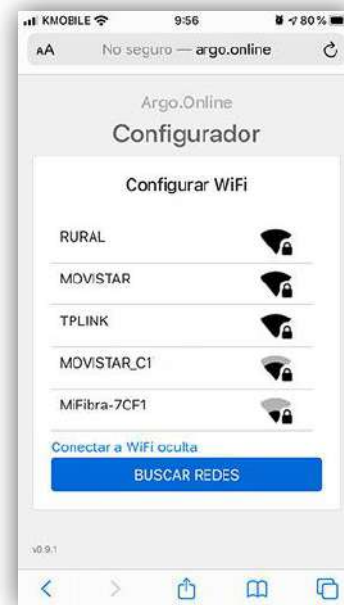 KMOBILE 9:56 80 %
AA No seguro — argo.online
Argo.Online
Configurador
Configurar WiFi
RURAL
MOVISTAR
TPLINK
MOVISTAR_C1
MiFibra-7CF1
Conectar a WiFi oculta
BUSCAR REDES
v0.9.1